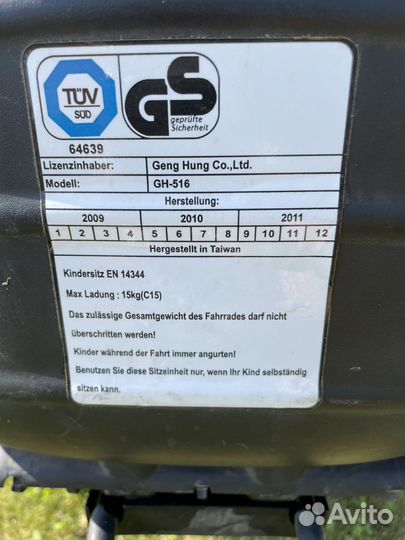 TÜV
SÜD
GS
geprüfte
Sicherheit
64639
Lizenzinhaber: Geng Hung Co.,Ltd.
Modell: GH-516
Herstellung:
2009 2010 2011
1 2 3 4 5 6 7 8 9 10 11 12
Hergestellt in Taiwan
Kindersitz EN 14344
Max Ladung : 15kg(C15)
Das zulässige Gesamtgewicht des Fahrrades darf nicht
überschritten werden!
Kinder während der Fahrt immer angurten!
Benutzen Sie diese Sitzeinheit nur, wenn Ihr Kind selbständig
sitzen kann.
Avito